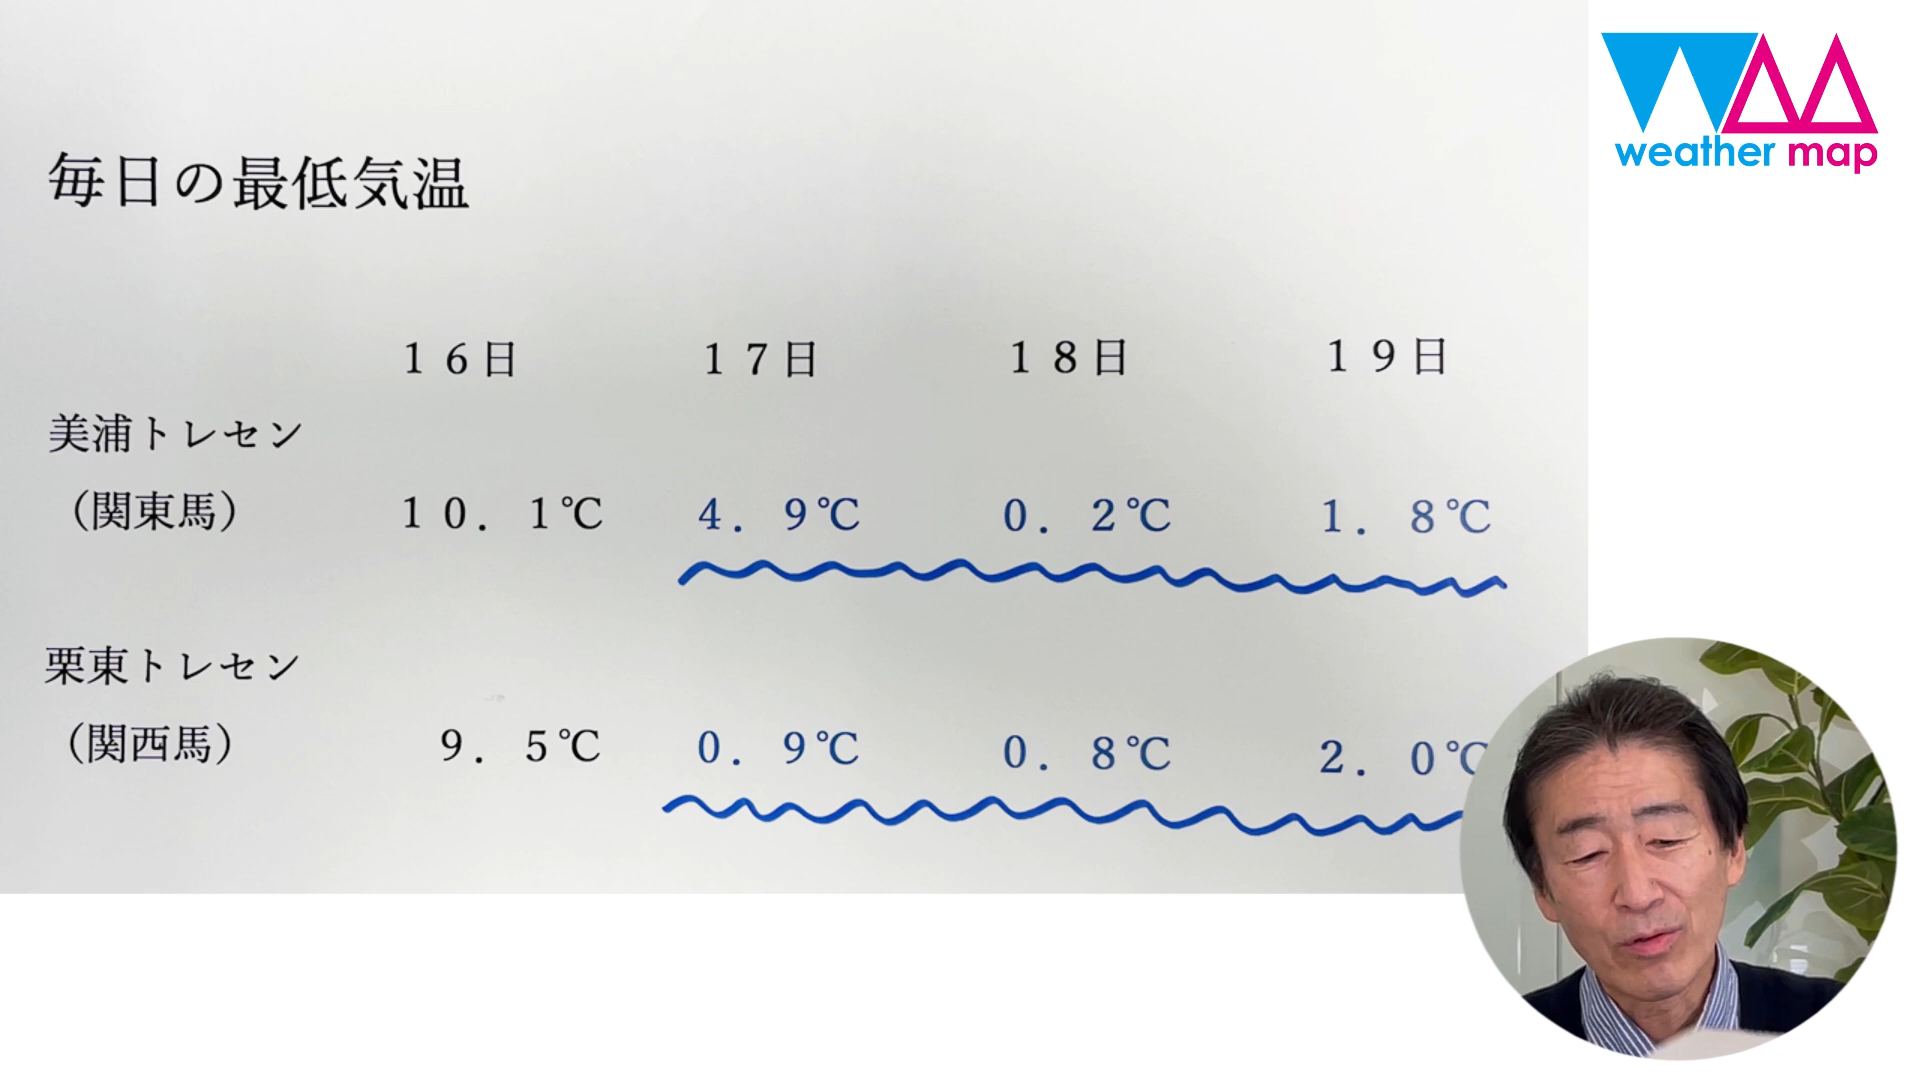 毎日の最低気温
16日 17日 18日 19日
美浦トレセン
（関東馬） 10．1℃ 4．9℃ 0．2℃ 1．8℃
栗東トレセン
（関西馬） 9．5℃ 0．9℃ 0．8℃ 2．0℃
weather map